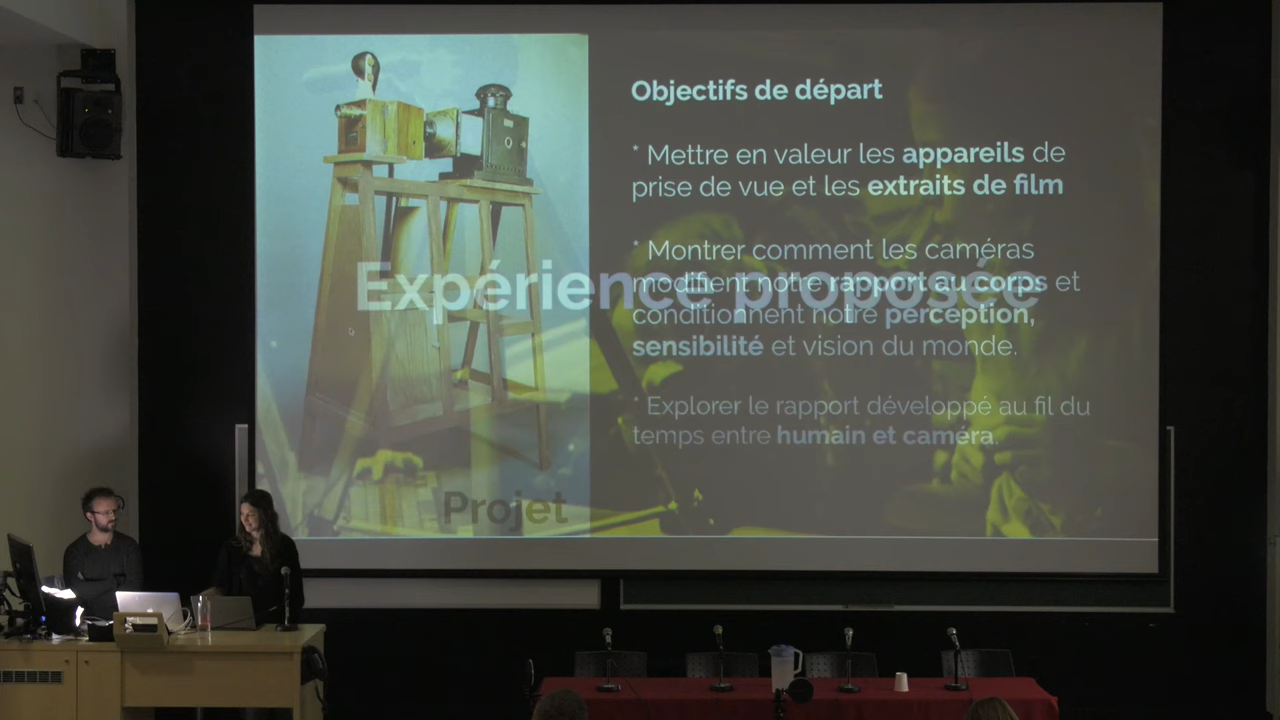 Objectifs de départ
* Mettre en valeur les appareils de
prise de vue et les extraits de film
* Montrer comment les caméras
modifient notre rapport au corps et
conditionnent notre perception,
sensibilité et vision du monde.
* Explorer le rapport développé au fil du
temps entre humain et caméra.
Expérience proposée
Projet